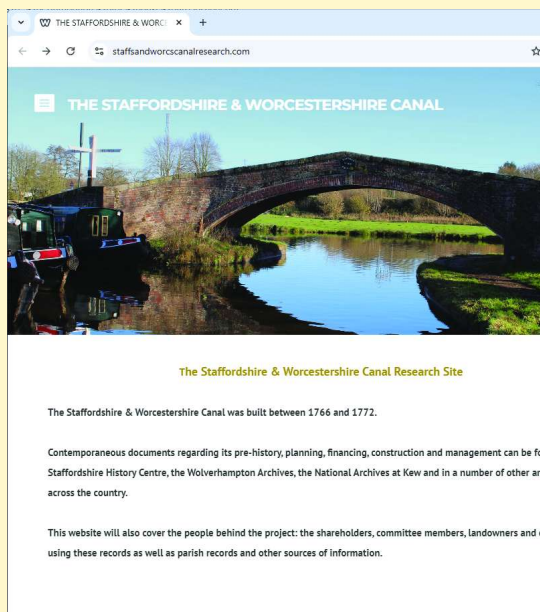 THE STAFFORDSHIRE & WORC
staffsandworcscanalresearch.com
THE STAFFORDSHIRE & WORCESTERSHIRE CANAL
The Staffordshire & Worcestershire Canal Research Site
The Staffordshire & Worcestershire Canal was built between 1766 and 1772.
Contemporaneous documents regarding its pre-history, planning, financing, construction and management can be
Staffordshire History Centre, the Wolverhampton Archives, the National Archives at Kew and in a number of other
across the country.
This website will also cover the people behind the project: the shareholders, committee members, landowners and
using these records as well as parish records and other sources of information.